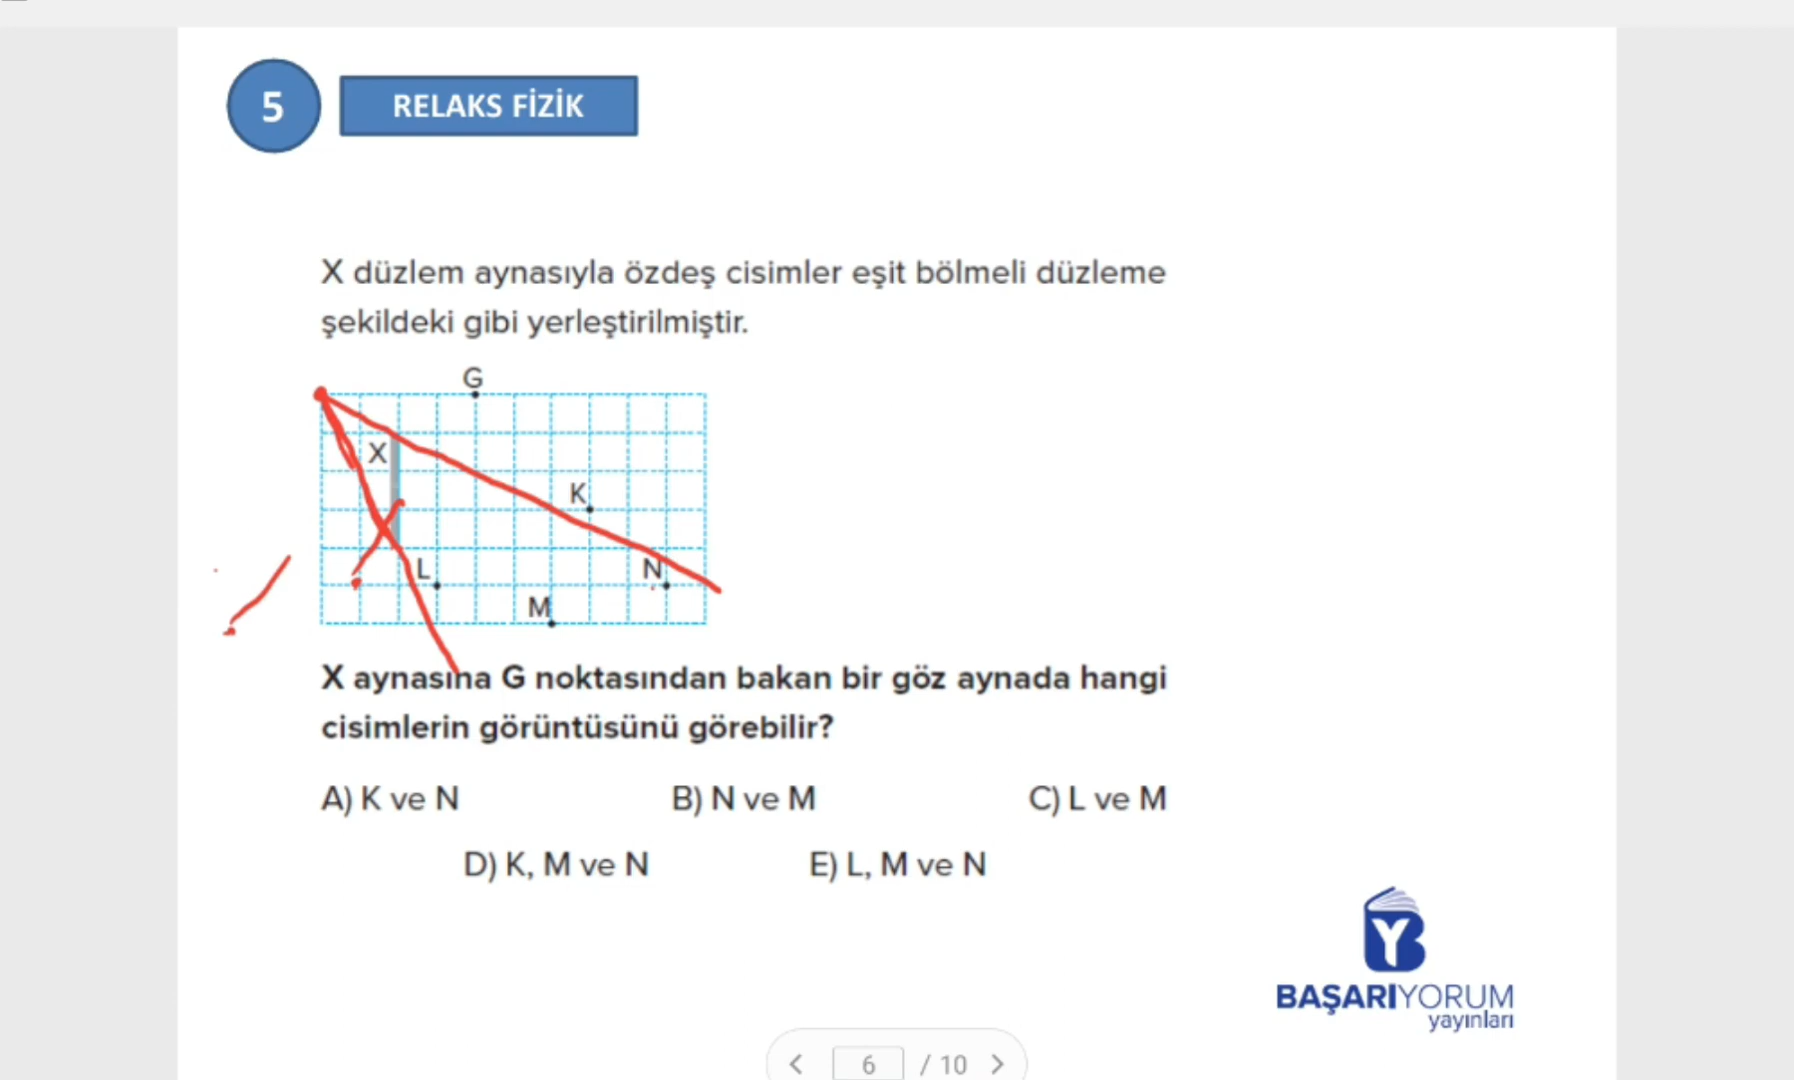 5
RELAKS FİZİK
X düzlem aynasıyla özdeş cisimler eşit bölmeli düzleme
şekildeki gibi yerleştirilmiştir.
G
X
K
L
N
M
X aynasına G noktasından bakan bir göz aynada hangi
cisimlerin görüntüsünü görebilir?
A) K ve N
B) N ve M
C) L ve M
D) K, M ve N
E) L, M ve N
BAŞARIYORUM
yayınları
6 / 10